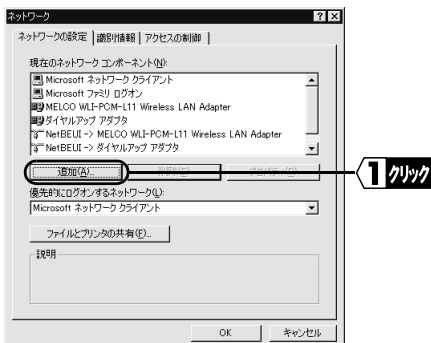 ネットワーク
ネットワークの設定 識別情報 アクセスの制御
現在のネットワーク コンポーネント(N):
Microsoft ネットワーク クライアント
Microsoft ファミリ ログオン
MELCO WLI-PCM-L11 Wireless LAN Adapter
ダイヤルアップ アダプタ
NetBEUI -> MELCO WLI-PCM-L11 Wireless LAN Adapter
NetBEUI -> ダイヤルアップ アダプタ
追加(A)... 削除(E) プロパティ(R)
1 クリック
優先的にログオンするネットワーク(L):
Microsoft ネットワーク クライアント
ファイルとプリンタの共有(F)...
説明
OK キャンセル